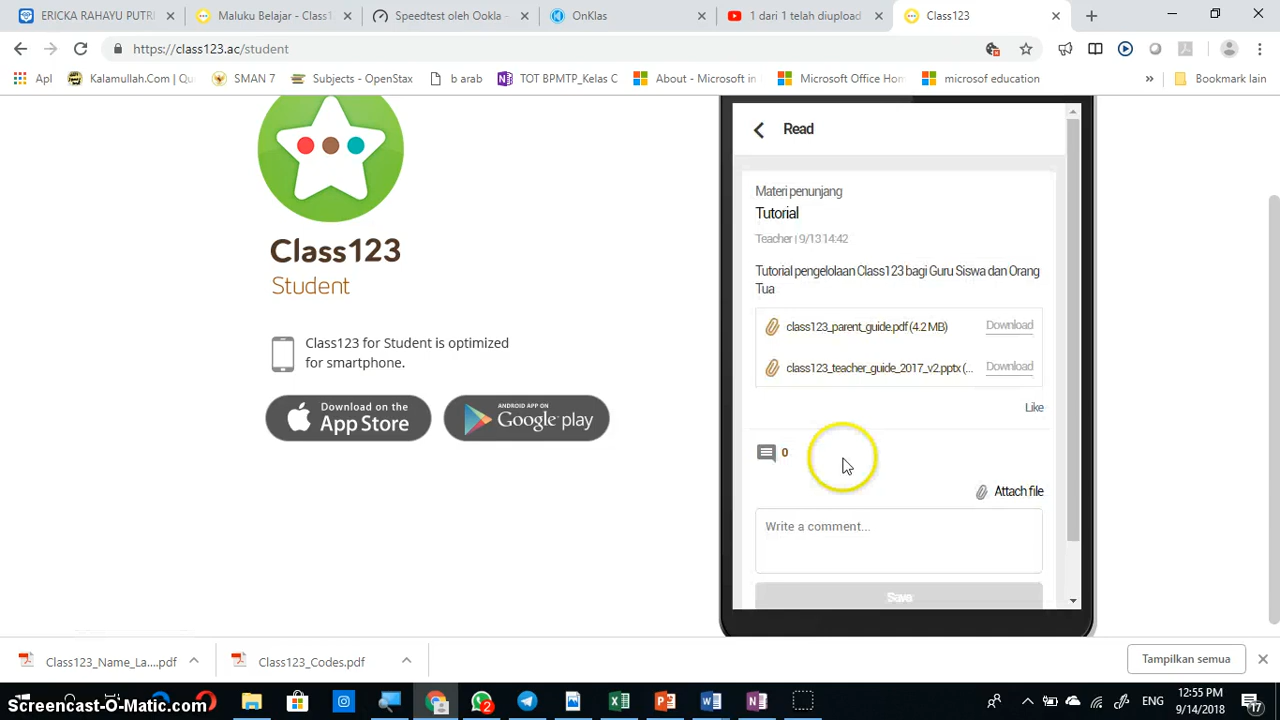 ERICKA RAHAYU PUTRI
Maluku Belajar - Class1
Speedtest oleh Ookla -
OnKlas
1 dari 1 telah diupload
Class123
https://class123.ac/student
Apl
Kalamullah.Com | Qu
SMAN 7
Subjects - OpenStax
b arab
TOT BPMTP_Kelas C
About - Microsoft in
Microsoft Office Hom
microsof education
Bookmark lain
Class123
Student
Class123 for Student is optimized
for smartphone.
Download on the
App Store
ANDROID APP ON
Google play
Read
Materi penunjang
Tutorial
Teacher | 9/13 14:42
Tutorial pengelolaan Class123 bagi Guru Siswa dan Orang
Tua
class123_parent_guide.pdf (4.2 MB)
Download
class123_teacher_guide_2017_v2.pptx (...
Download
Like
0
Attach file
Write a comment...
Save
Class123_Name_La....pdf
Class123_Codes.pdf
Tampilkan semua
Screencast-O-Matic.com
2
ENG
12:55 PM
9/14/2018
17